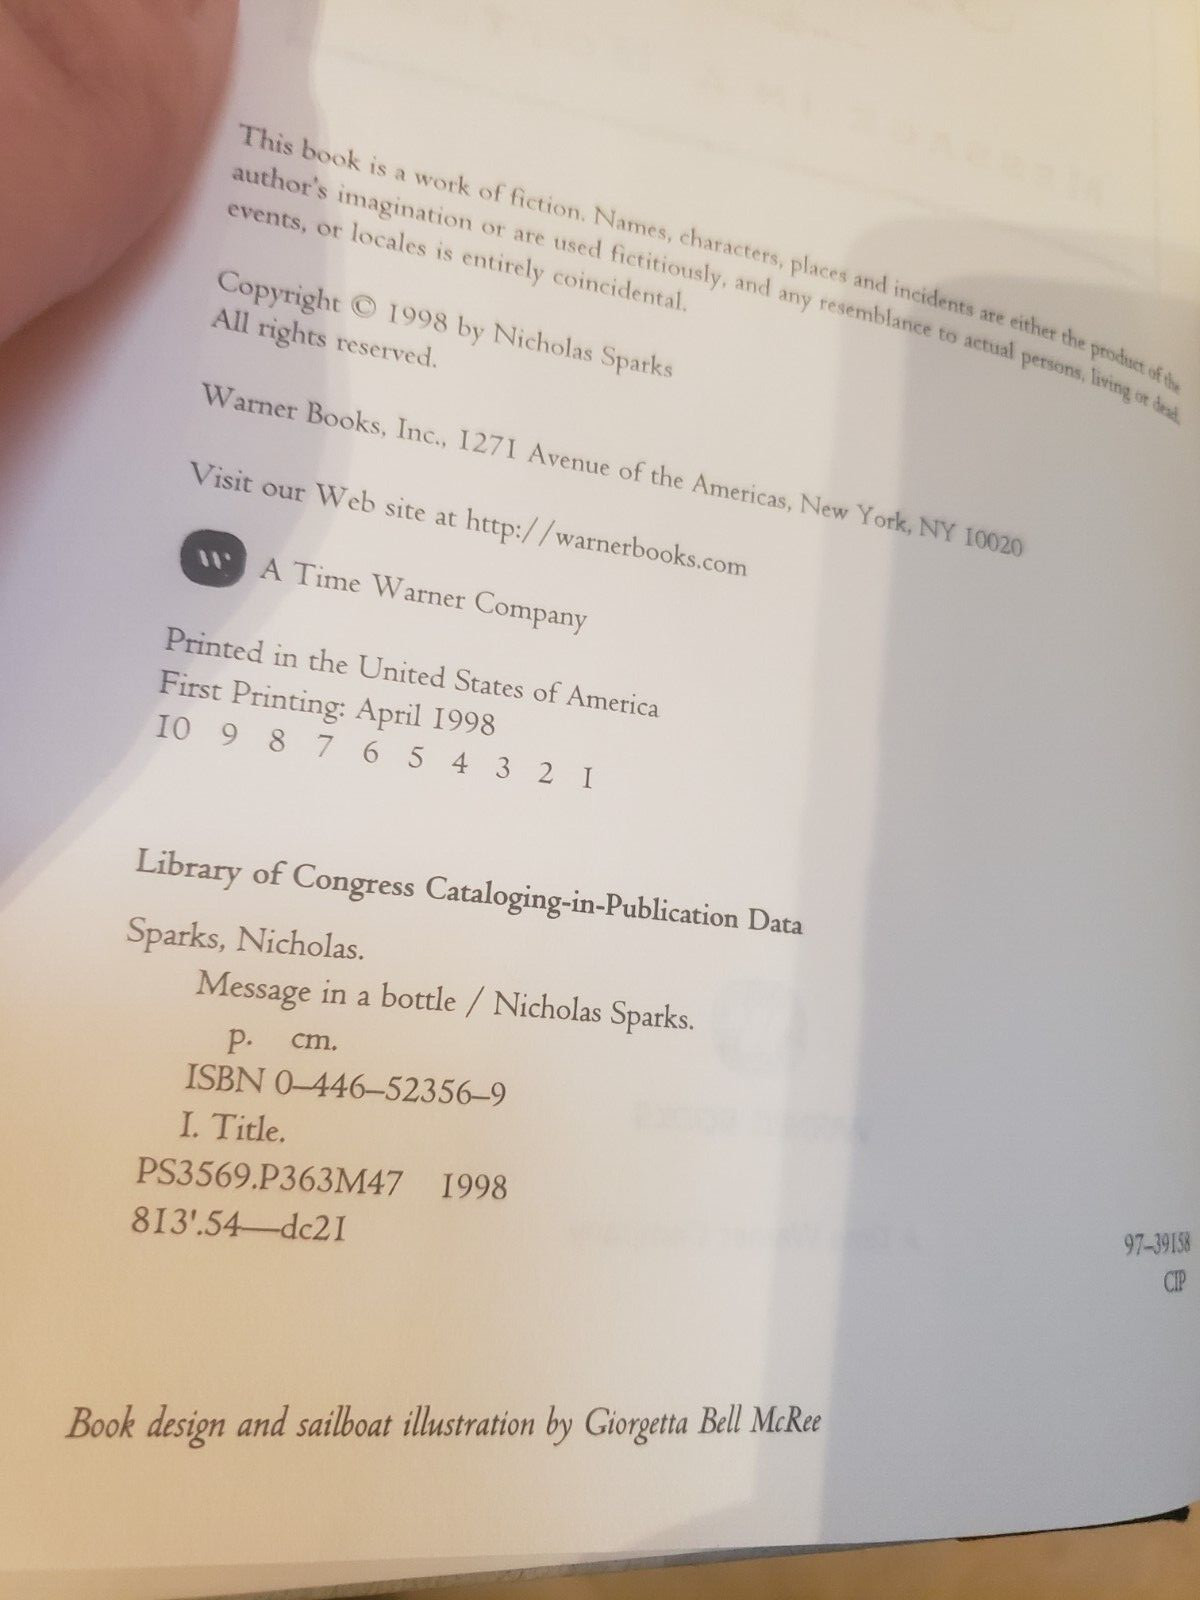 This book is a work of fiction. Names, characters, places and incidents are either the product of the
author's imagination or are used fictitiously, and any resemblance to actual persons, living or dead,
events, or locales is entirely coincidental.
Copyright © 1998 by Nicholas Sparks
All rights reserved.
Warner Books, Inc., 1271 Avenue of the Americas, New York, NY 10020
Visit our Web site at http://warnerbooks.com
W A Time Warner Company
Printed in the United States of America
First Printing: April 1998
10 9 8 7 6 5 4 3 2 1
Library of Congress Cataloging-in-Publication Data
Sparks, Nicholas.
Message in a bottle / Nicholas Sparks.
p. cm.
ISBN 0–446–52356–9
I. Title.
PS3569.P363M47 1998
813'.54—dc21
97–39158
CIP
Book design and sailboat illustration by Giorgetta Bell McRee